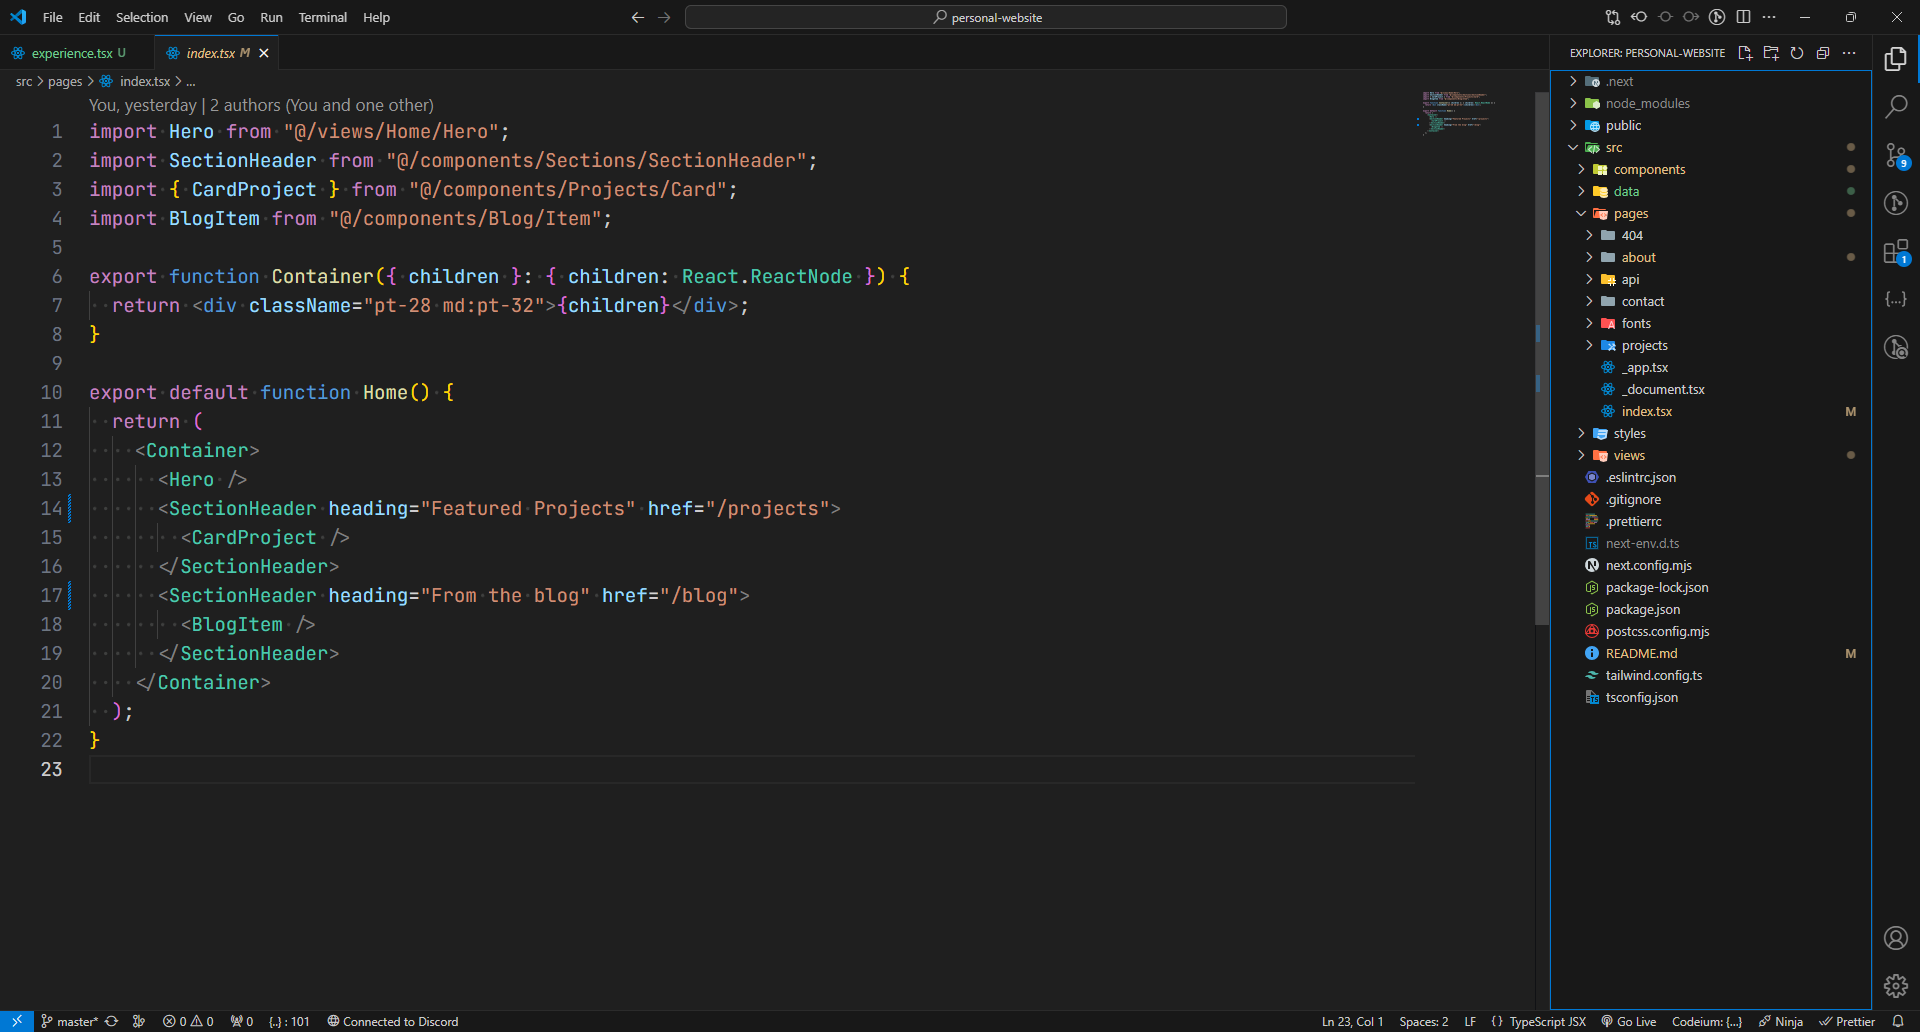 File Edit Selection View Go Run Terminal Help
personal-website
experience.tsx U
index.tsx M
EXPLORER: PERSONAL-WEBSITE
src > pages > index.tsx > ...
You, yesterday | 2 authors (You and one other)
1 import Hero from "@/views/Home/Hero";
2 import SectionHeader from "@/components/Sections/SectionHeader";
3 import { CardProject } from "@/components/Projects/Card";
4 import BlogItem from "@/components/Blog/Item";
5
6 export function Container({ children }: { children: React.ReactNode }) {
7 return <div className="pt-28 md:pt-32">{children}</div>;
8 }
9
10 export default function Home() {
11 return (
12 <Container>
13 <Hero />
14 <SectionHeader heading="Featured Projects" href="/projects">
15 <CardProject />
16 </SectionHeader>
17 <SectionHeader heading="From the blog" href="/blog">
18 <BlogItem />
19 </SectionHeader>
20 </Container>
21 );
22 }
23
.next
node_modules
public
src
components
data
pages
404
about
api
contact
fonts
projects
_app.tsx
_document.tsx
index.tsx M
styles
views
.eslintrc.json
.gitignore
.prettierrc
next-env.d.ts
next.config.mjs
package-lock.json
package.json
postcss.config.mjs
README.md M
tailwind.config.ts
tsconfig.json
9
1
master* 0 0 0 {..} : 101 Connected to Discord
Ln 23, Col 1 Spaces: 2 LF { } TypeScript JSX Go Live Codeium: {...} Ninja Prettier